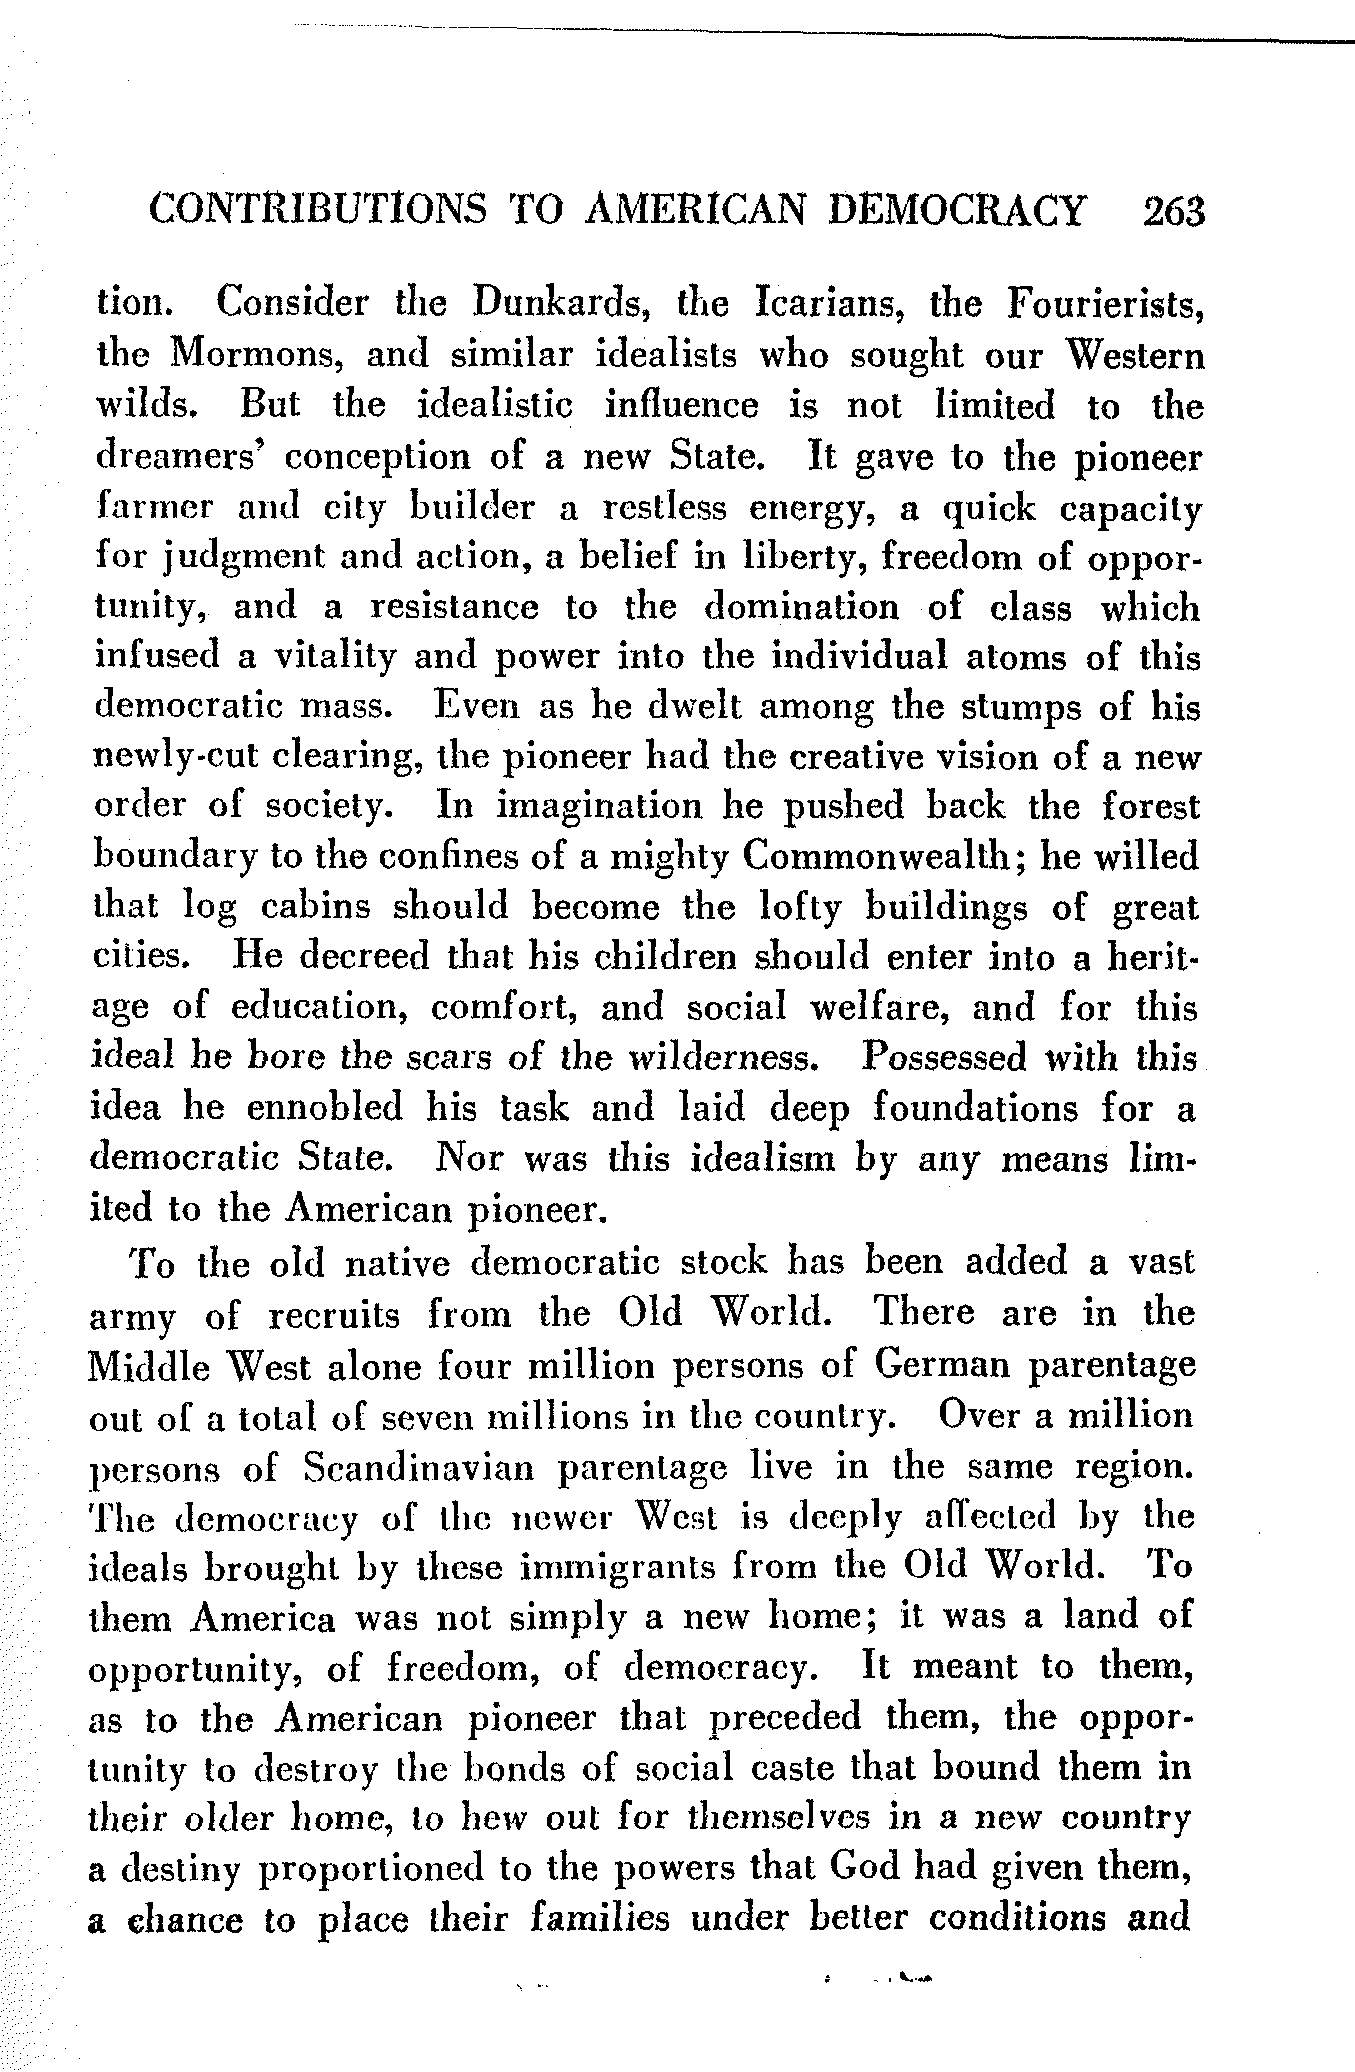 CONTRIBUTIONS TO AMERICAN DEMOCRACY 263
tion. Consider the Dunkards, the Icarians, the Fourierists,
the Mormons, and similar idealists who sought our Western
wilds. But the idealistic influence is not limited to the
dreamers' conception of a new State. It gave to the pioneer
farmer and city builder a restless energy, a quick capacity
for judgment and action, a belief in liberty, freedom of oppor-
tunity, and a resistance to the domination of class which
infused a vitality and power into the individual atoms of this
democratic mass. Even as he dwelt among the stumps of his
newly-cut clearing, the pioneer had the creative vision of a new
order of society. In imagination he pushed back the forest
boundary to the confines of a mighty Commonwealth; he willed
that log cabins should become the lofty buildings of great
cities. He decreed that his children should enter into a herit-
age of education, comfort, and social welfare, and for this
ideal he bore the scars of the wilderness. Possessed with this
idea he ennobled his task and laid deep foundations for a
democratic State. Nor was this idealism by any means lim-
ited to the American pioneer.
To the old native democratic stock has been added a vast
army of recruits from the Old World. There are in the
Middle West alone four million persons of German parentage
out of a total of seven millions in the country. Over a million
persons of Scandinavian parentage live in the same region.
The democracy of the newer West is deeply affected by the
ideals brought by these immigrants from the Old World. To
them America was not simply a new home; it was a land of
opportunity, of freedom, of democracy. It meant to them,
as to the American pioneer that preceded them, the oppor-
tunity to destroy the bonds of social caste that bound them in
their older home, to hew out for themselves in a new country
a destiny proportioned to the powers that God had given them,
a chance to place their families under better conditions and